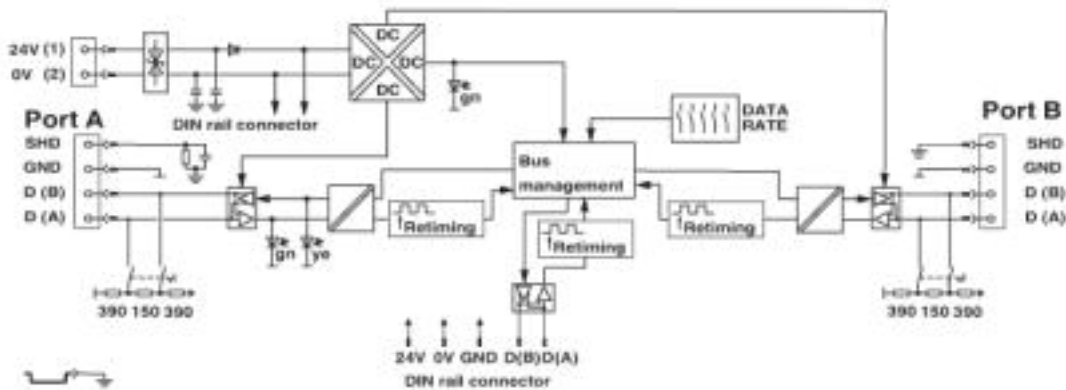 24V (1)
0V (2)
DC
DC DC
DC
gn
DIN rail connector
DATA
RATE
Port A
Port B
SHD
GND
D (B)
D (A)
SHD
GND
D (B)
D (A)
Bus
management
Retiming
Retiming
Retiming
gn ye
390 150 390
390 150 390
24V 0V GND D(B) D(A)
DIN rail connector